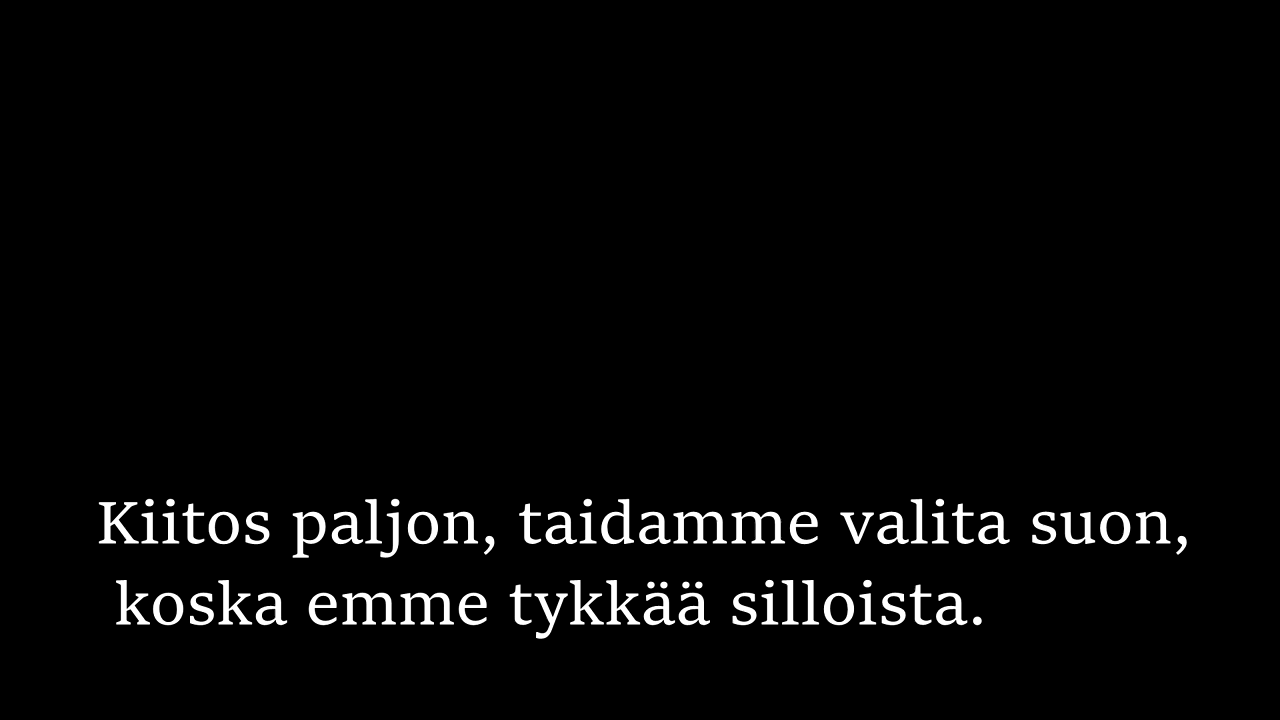 Kiitos paljon, taidamme valita suon,
koska emme tykkää silloista.